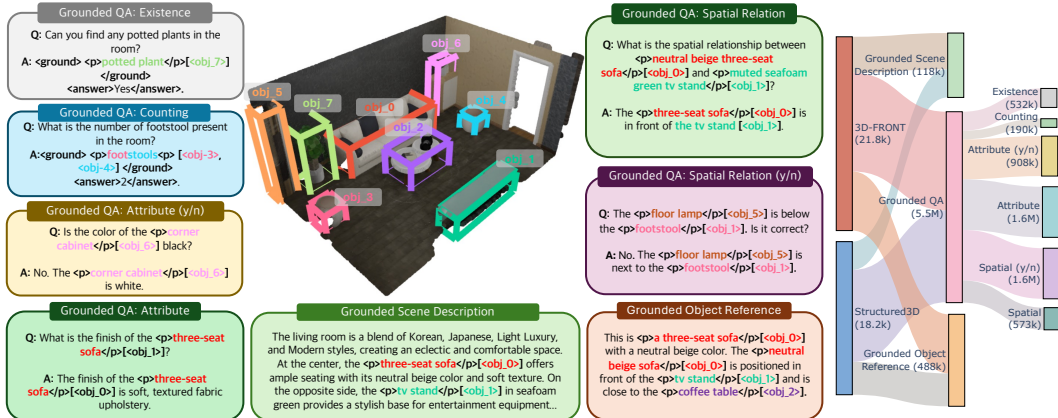 Grounded QA: Existence
Q: Can you find any potted plants in the
room?
A: <ground> <p>potted plant</p>[<obj_7>]
</ground>
<answer>Yes</answer>.
Grounded QA: Counting
Q: What is the number of footstool present
in the room?
A:<ground> <p>footstools<p> [<obj-3>,
<obj-4>] </ground>
<answer>2</answer>.
Grounded QA: Attribute (y/n)
Q: Is the color of the <p>corner
cabinet</p>[<obj_6>] black?
A: No. The <p>corner cabinet</p>[<obj_6>]
is white.
Grounded QA: Attribute
Q: What is the finish of the <p>three-seat
sofa</p>[<obj_1>]?
A: The finish of the <p>three-seat
sofa</p>[<obj_0>] is soft, textured fabric
upholstery.
obj_6
obj_5
obj_7
obj_0
obj_4
obj_2
obj_1
obj_3
Grounded Scene Description
The living room is a blend of Korean, Japanese, Light Luxury,
and Modern styles, creating an eclectic and comfortable space.
At the center, the <p>three-seat sofa</p>[<obj_0>] offers
ample seating with its neutral beige color and soft texture. On
the opposite side, the <p>tv stand</p>[<obj_1>] in seafoam
green provides a stylish base for entertainment equipment...
Grounded QA: Spatial Relation
Q: What is the spatial relationship between
<p>neutral beige three-seat
sofa</p>[<obj_0>] and <p>muted seafoam
green tv stand</p>[<obj_1>]?
A: The <p>three-seat sofa</p>[<obj_0>] is
in front of the tv stand [<obj_1>].
Grounded QA: Spatial Relation (y/n)
Q: The <p>floor lamp</p>[<obj_5>] is below
the <p>footstool</p>[<obj_1>]. Is it correct?
A: No. The <p>floor lamp</p>[<obj_5>] is
next to the <p>footstool</p>[<obj_1>].
Grounded Object Reference
This is <p>a three-seat sofa</p>[<obj_0>]
with a neutral beige color. The <p>neutral
beige sofa</p>[<obj_0>] is positioned in
front of the <p>tv stand</p>[<obj_1>] and is
close to the <p>coffee table</p>[<obj_2>].
3D-FRONT
(21.8k)
Structured3D
(18.2k)
Grounded Scene
Description (118k)
Grounded QA
(5.5M)
Grounded Object
Reference (488k)
Existence
(532k)
Counting
(190k)
Attribute (y/n)
(908k)
Attribute
(1.6M)
Spatial (y/n)
(1.6M)
Spatial
(573k)